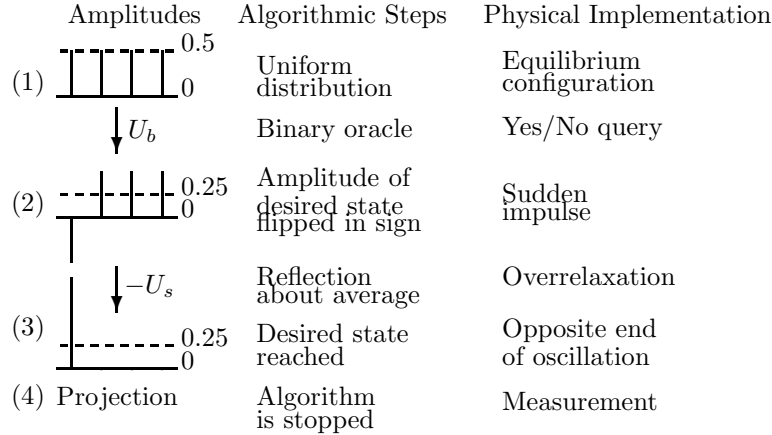 Amplitudes Algorithmic Steps Physical Implementation
0.5
(1) 0 Uniform distribution Equilibrium configuration
U_b Binary oracle Yes/No query
(2) 0.25 0 Amplitude of desired state flipped in sign Sudden impulse
−U_s Reflection about average Overrelaxation
(3) 0.25 0 Desired state reached Opposite end of oscillation
(4) Projection Algorithm is stopped Measurement